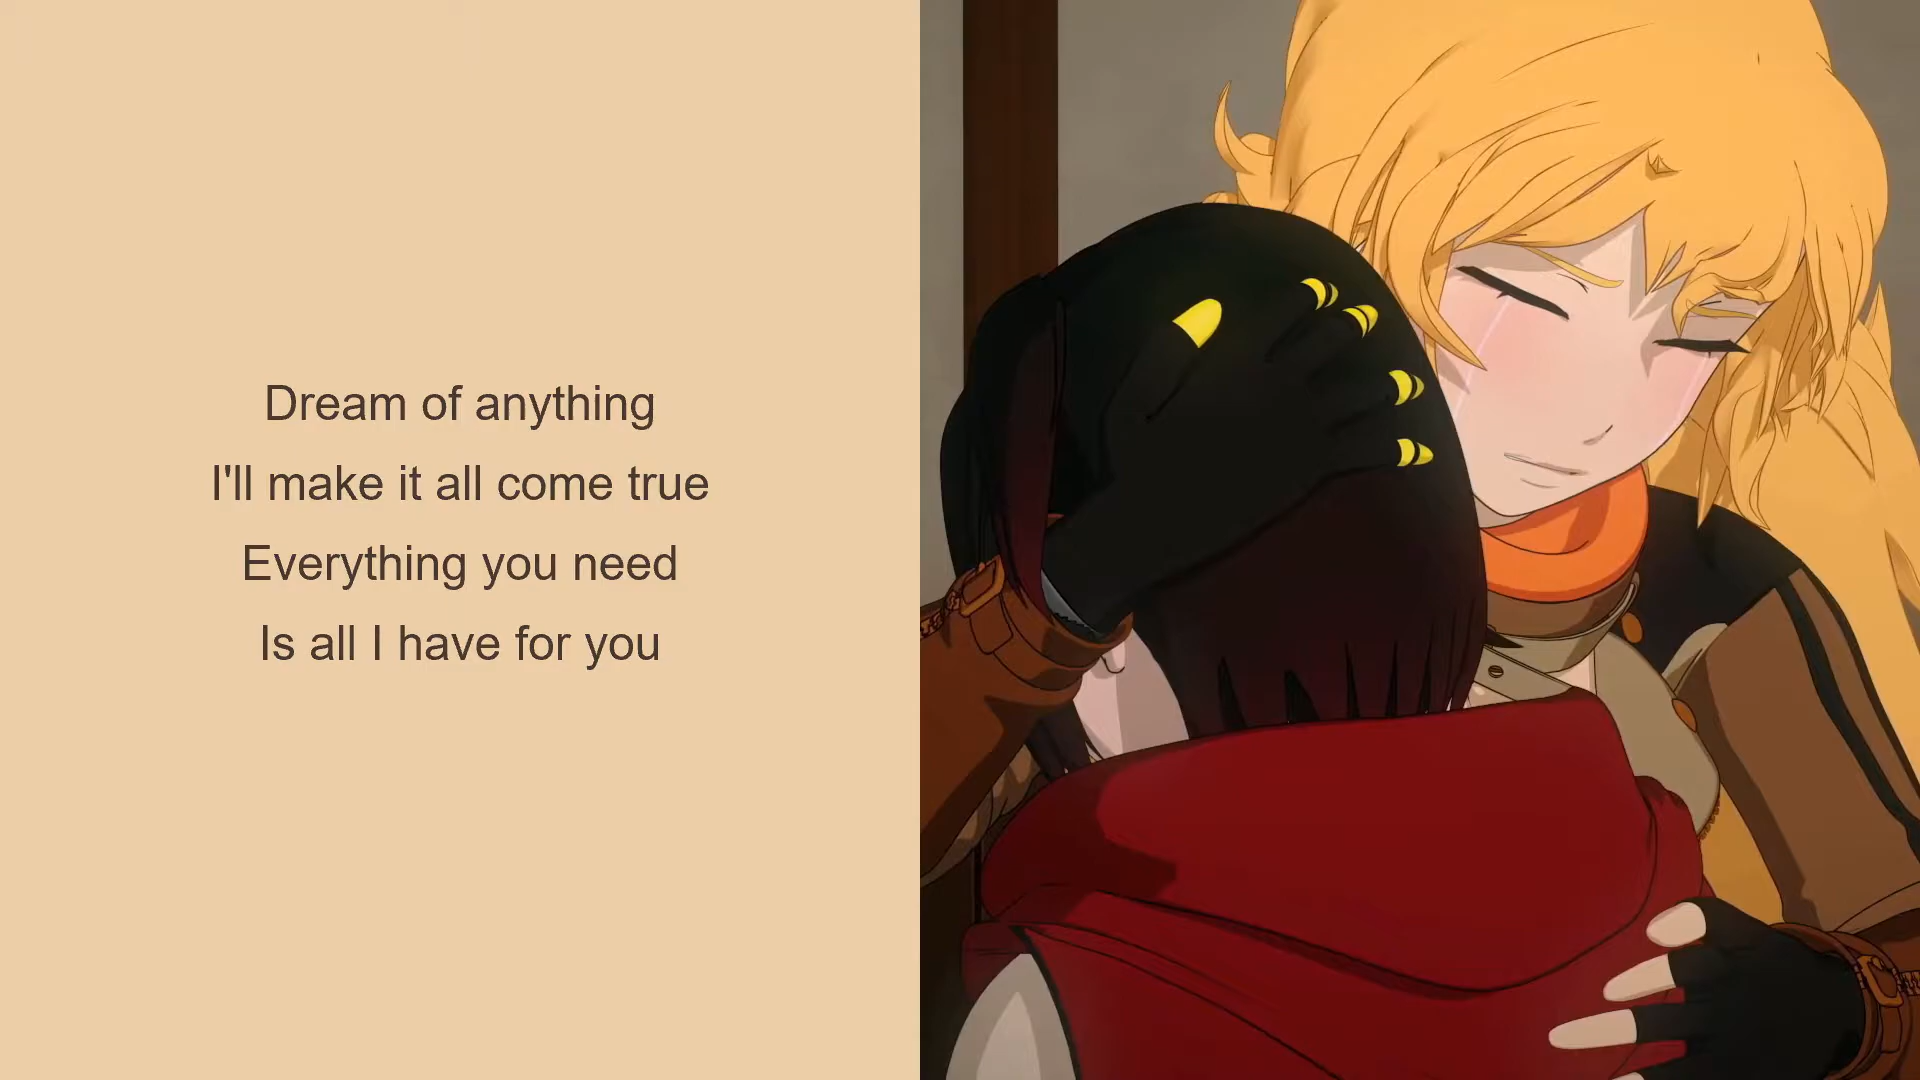 Dream of anything
I'll make it all come true
Everything you need
Is all I have for you